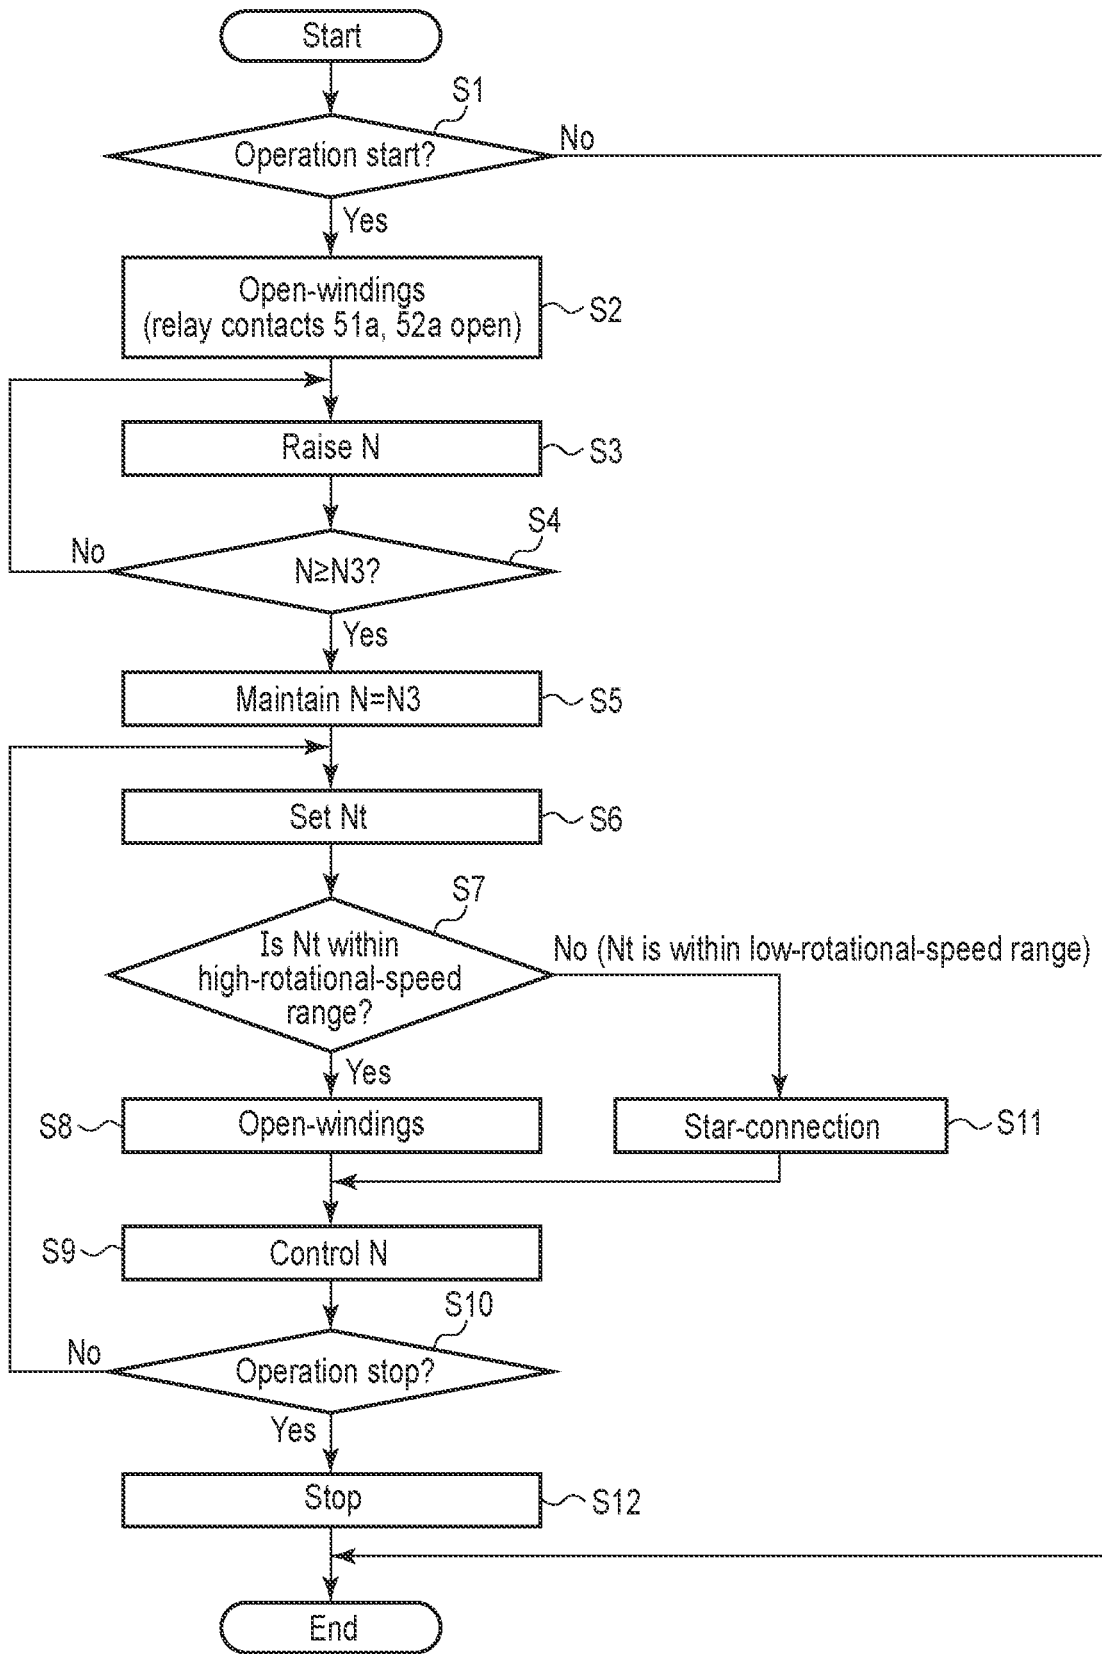 Start
S1
Operation start?
No
Yes
Open-windings
(relay contacts 51a, 52a open)
S2
Raise N
S3
S4
No
N≥N3?
Yes
Maintain N=N3
S5
Set Nt
S6
S7
Is Nt within
high-rotational-speed
range?
No (Nt is within low-rotational-speed range)
Yes
S8
Open-windings
Star-connection
S11
S9
Control N
S10
No
Operation stop?
Yes
Stop
S12
End